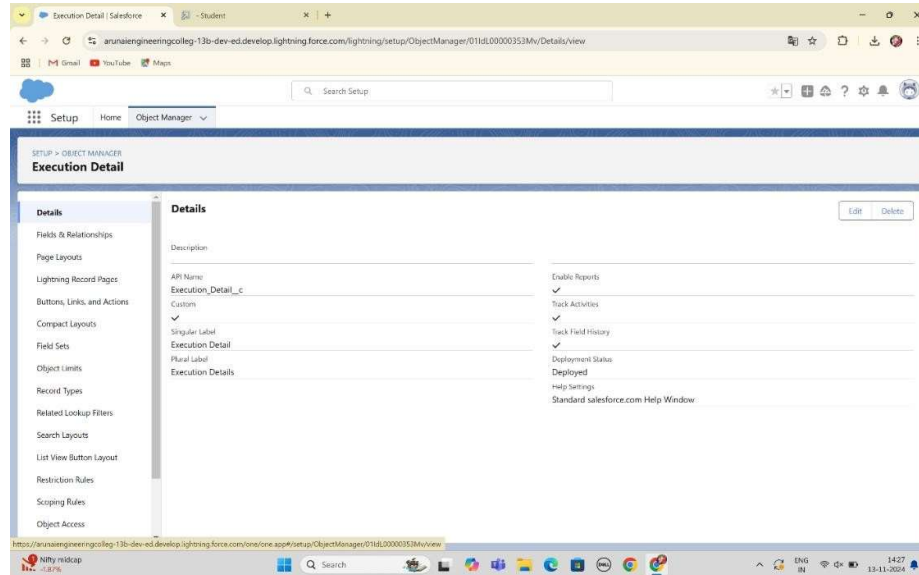 Execution Detail | Salesforce
- Student
arunaiengineeringcolleg-13b-dev-ed.develop.lightning.force.com/lightning/setup/ObjectManager/01IdL00000353Mv/Details/view
Gmail YouTube Maps
Search Setup
Setup Home Object Manager
SETUP > OBJECT MANAGER
Execution Detail
Details
Fields & Relationships
Page Layouts
Lightning Record Pages
Buttons, Links, and Actions
Compact Layouts
Field Sets
Object Limits
Record Types
Related Lookup Filters
Search Layouts
List View Button Layout
Restriction Rules
Scoping Rules
Object Access
Details
Edit Delete
Description
API Name
Execution_Detail__c
Custom
Singular Label
Execution Detail
Plural Label
Execution Details
Enable Reports
Track Activities
Track Field History
Deployment Status
Deployed
Help Settings
Standard salesforce.com Help Window
https://arunaiengineeringcolleg-13b-dev-ed.develop.lightning.force.com/one/one.app#/setup/ObjectManager/01IdL00000353Mv/view
Nifty midcap
-1.87%
Search
ENG
IN
14:27
13-11-2024